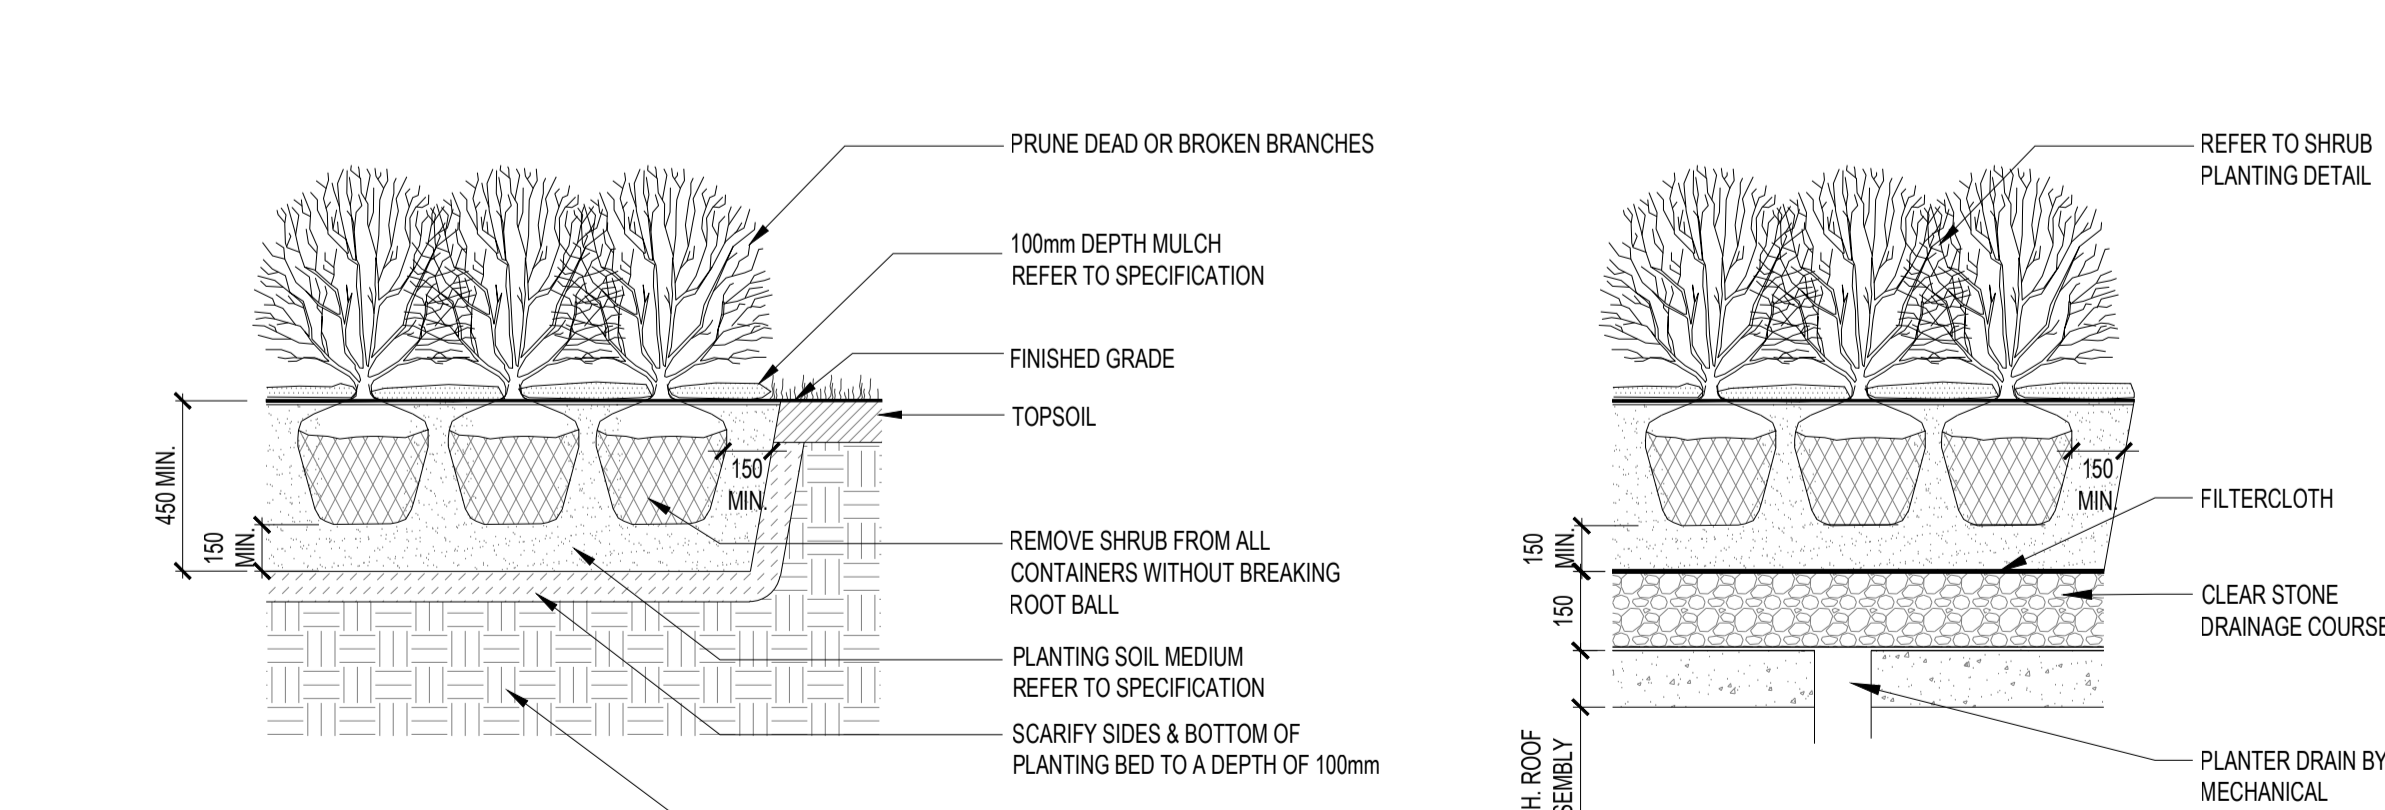 PRUNE DEAD OR BROKEN BRANCHES
100mm DEPTH MULCH
REFER TO SPECIFICATION
FINISHED GRADE
TOPSOIL
450 MIN.
150
MIN.
150
MIN.
REMOVE SHRUB FROM ALL
CONTAINERS WITHOUT BREAKING
ROOT BALL
PLANTING SOIL MEDIUM
REFER TO SPECIFICATION
SCARIFY SIDES & BOTTOM OF
PLANTING BED TO A DEPTH OF 100mm
REFER TO SHRUB
PLANTING DETAIL
150
MIN.
FILTERCLOTH
150
MIN.
150
CLEAR STONE
DRAINAGE COURSE
PLANTER DRAIN BY
MECHANICAL
H. ROOF
SEMBLY